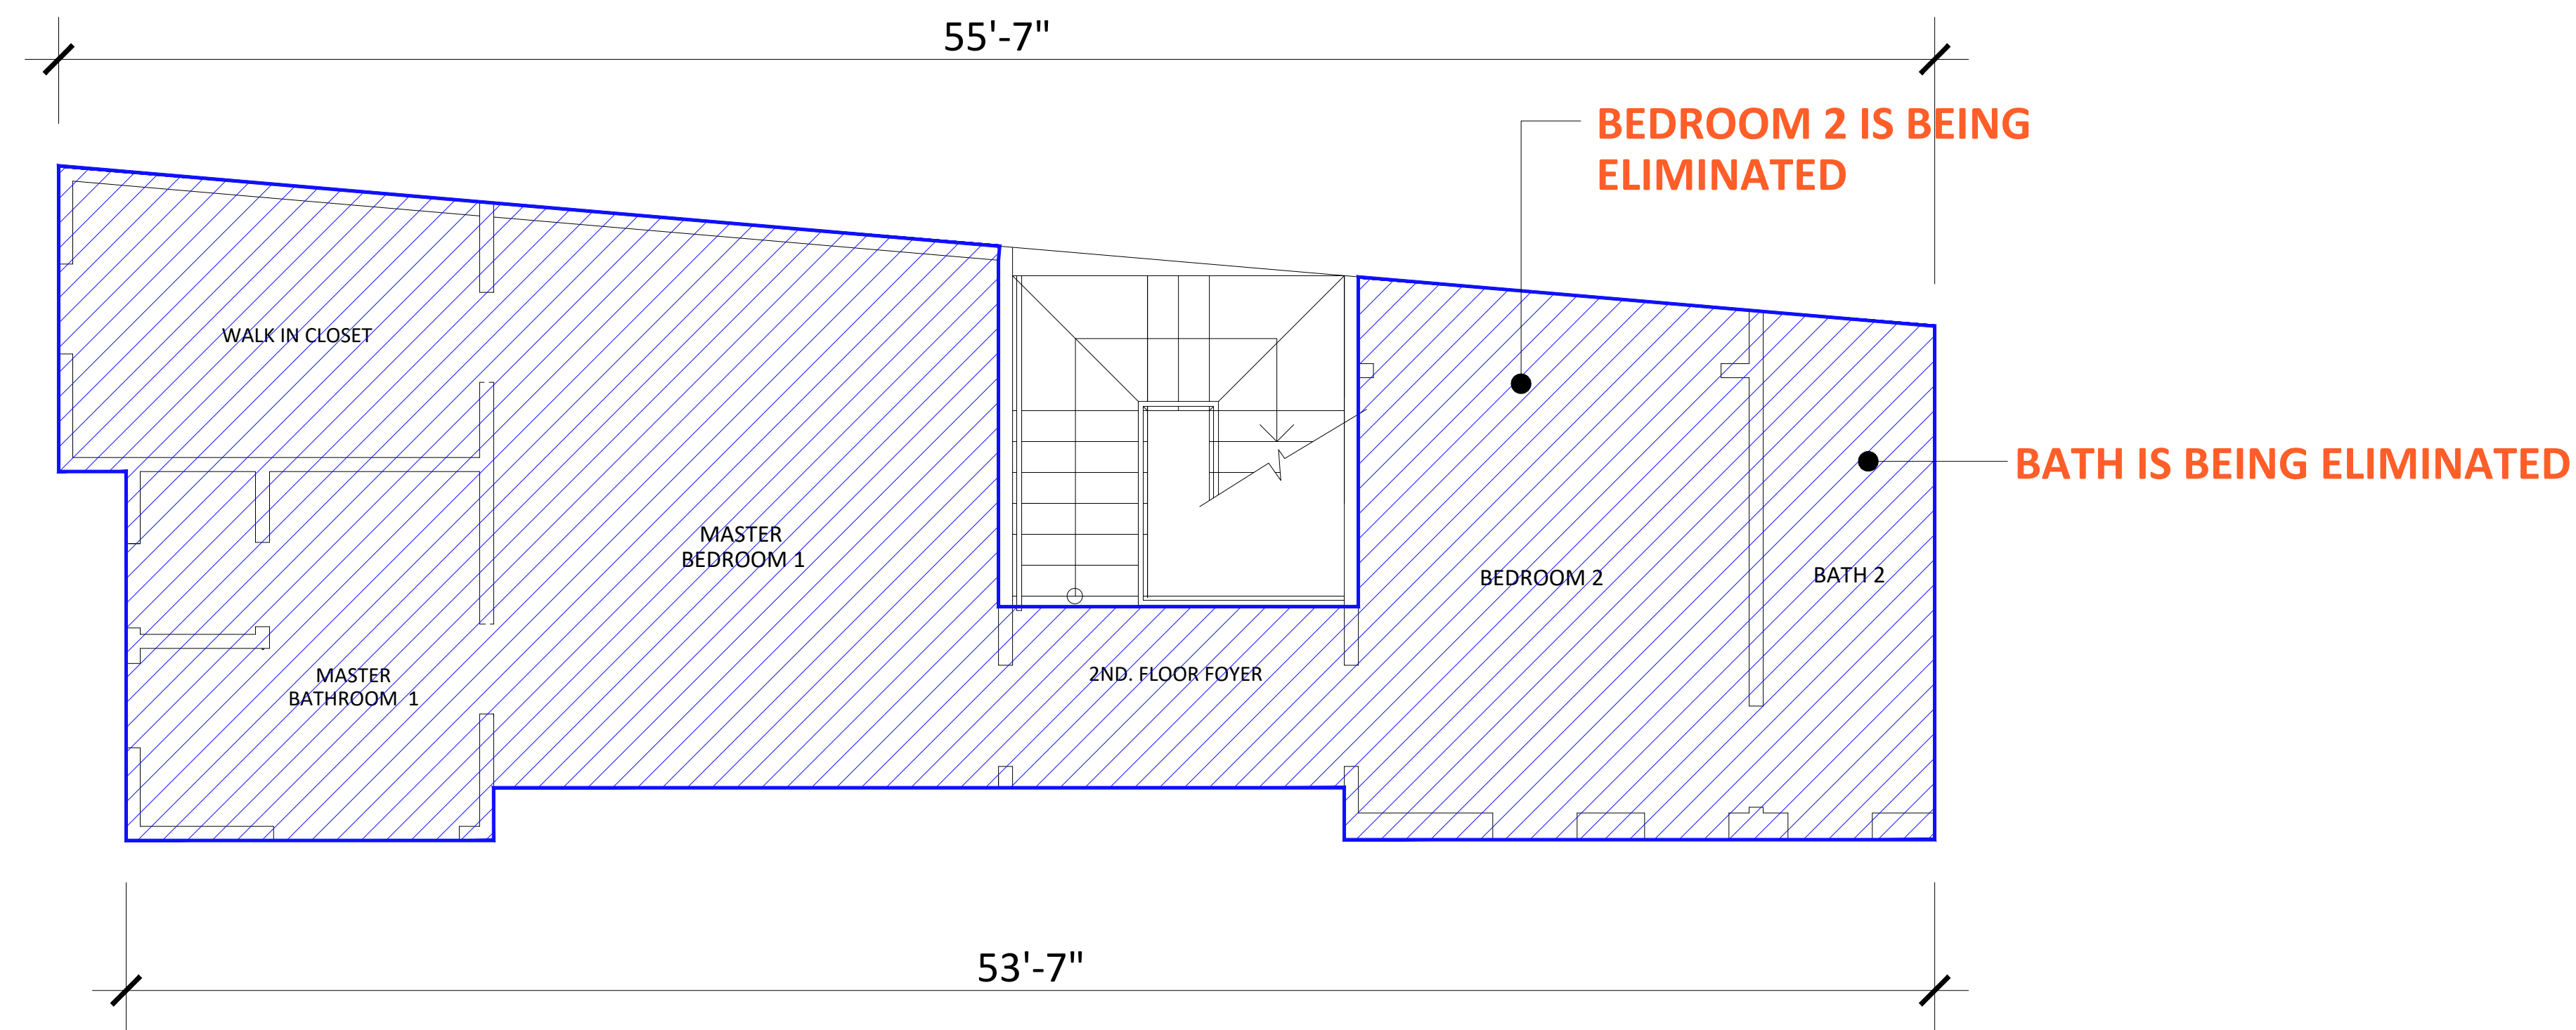 55'-7"
BEDROOM 2 IS BEING
ELIMINATED
WALK IN CLOSET
BATH IS BEING ELIMINATED
MASTER
BEDROOM 1
BEDROOM 2
BATH 2
MASTER
BATHROOM 1
2ND. FLOOR FOYER
53'-7"